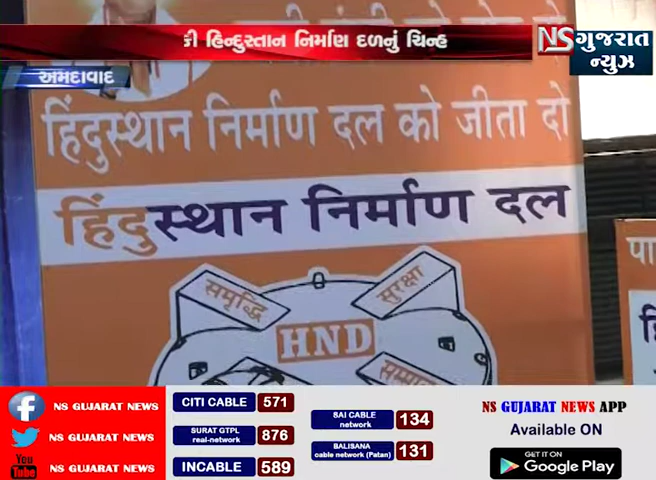 કી હિન્દુસ્તાન નિર્માણ દળનું ચિન્હ
NS ગુજરાત
ન્યુઝ
અમદાવાદ
हिंदुस्थान निर्माण दल को जीता दो
हिंदुस्थान निर्माण दल
समृद्धि
सुरक्षा
HND
NS GUJARAT NEWS
NS GUJARAT NEWS
You Tube NS GUJARAT NEWS
CITI CABLE 571
SURAT GTPL real-network 876
INCABLE 589
SAI CABLE network 134
BALISANA cable network (Patan) 131
NS GUJARAT NEWS APP
Available ON
GET IT ON
Google Play